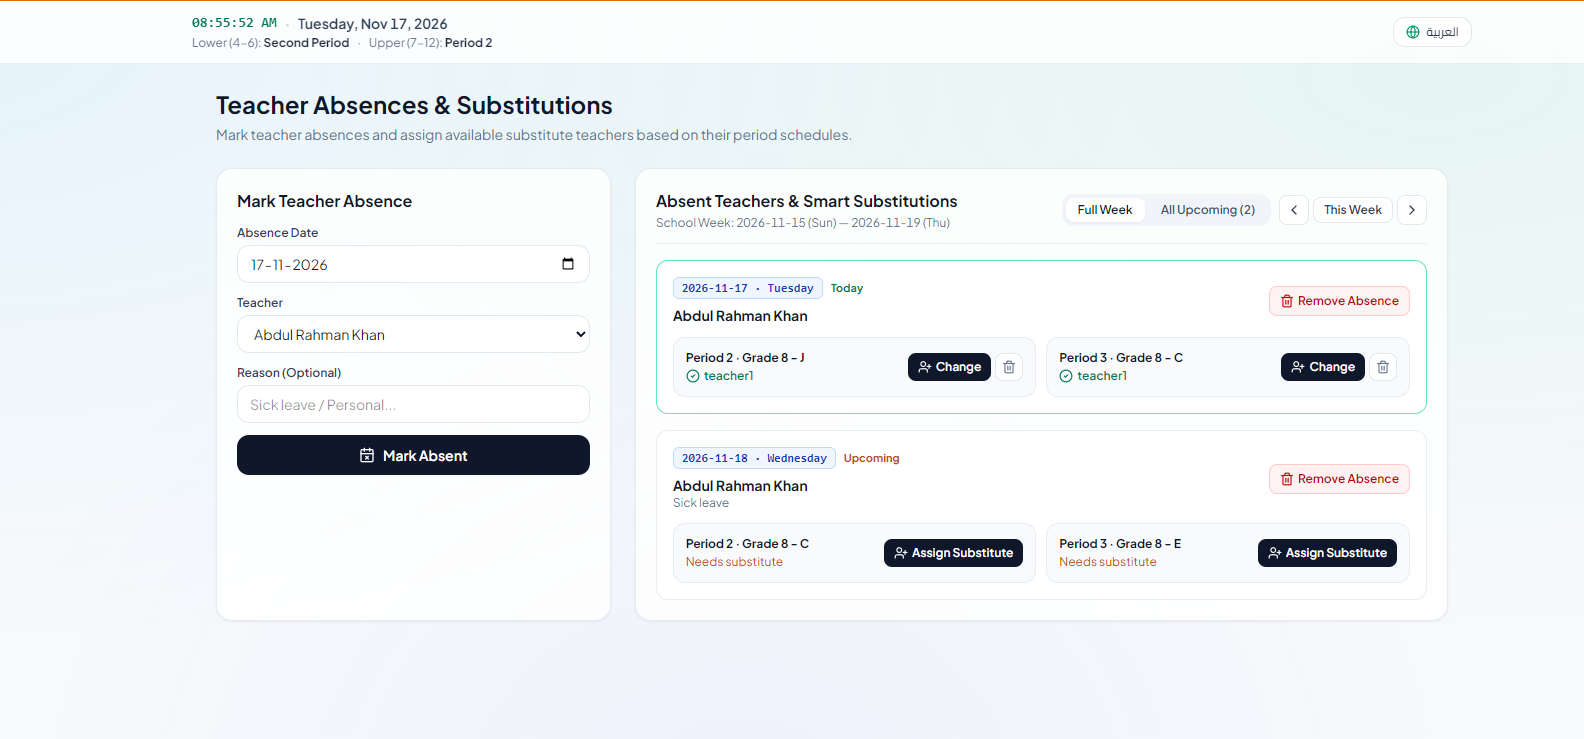 08:55:52 AM · Tuesday, Nov 17, 2026
Lower (4–6): Second Period · Upper (7–12): Period 2
العربية
Teacher Absences & Substitutions
Mark teacher absences and assign available substitute teachers based on their period schedules.
Mark Teacher Absence
Absence Date
17-11-2026
Teacher
Abdul Rahman Khan
Reason (Optional)
Sick leave / Personal...
Mark Absent
Absent Teachers & Smart Substitutions
School Week: 2026-11-15 (Sun) — 2026-11-19 (Thu)
Full Week
All Upcoming (2)
This Week
2026-11-17 · Tuesday Today
Abdul Rahman Khan
Remove Absence
Period 2 · Grade 8 – J
teacher1
Change
Period 3 · Grade 8 – C
teacher1
Change
2026-11-18 · Wednesday Upcoming
Abdul Rahman Khan
Sick leave
Remove Absence
Period 2 · Grade 8 – C
Needs substitute
Assign Substitute
Period 3 · Grade 8 – E
Needs substitute
Assign Substitute